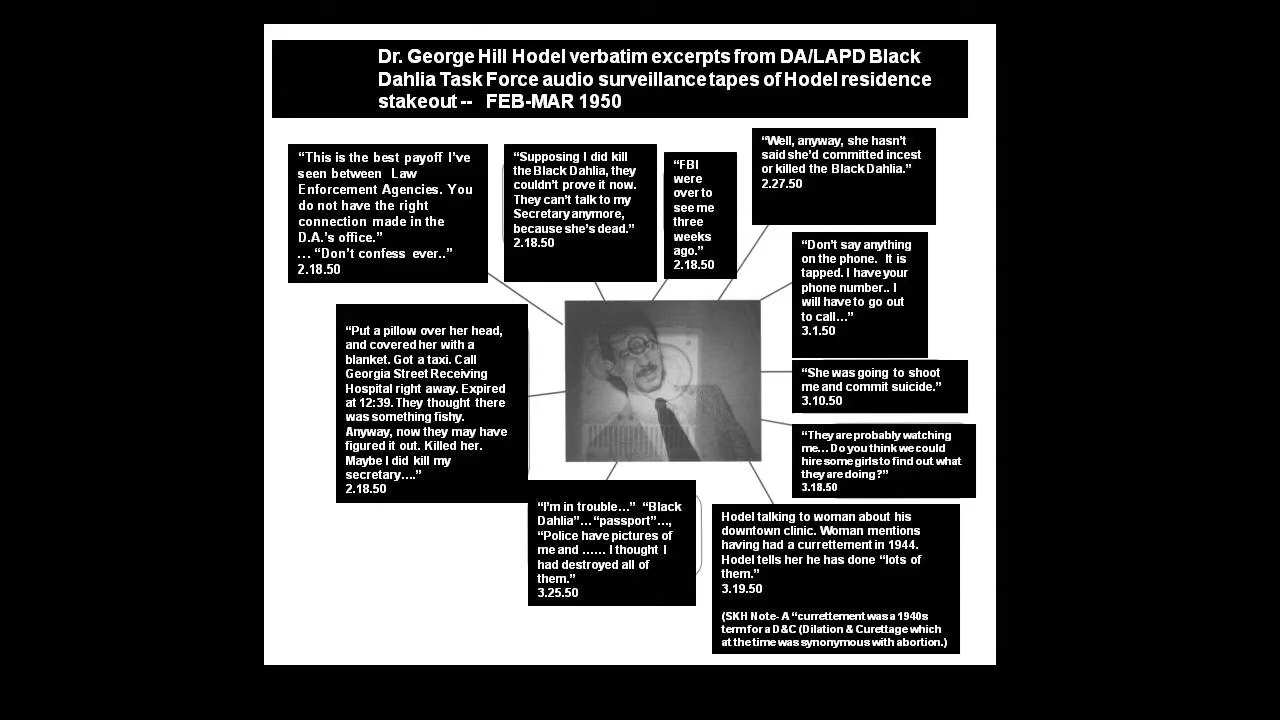 Dr. George Hill Hodel verbatim excerpts from DA/LAPD Black
Dahlia Task Force audio surveillance tapes of Hodel residence
stakeout -- FEB-MAR 1950
“This is the best payoff I've
seen between Law
Enforcement Agencies. You
do not have the right
connection made in the
D.A.'s office.”
… “Don't confess ever..”
2.18.50
“Supposing I did kill
the Black Dahlia, they
couldn't prove it now.
They can't talk to my
Secretary anymore,
because she's dead.”
2.18.50
“FBI
were
over to
see me
three
weeks
ago.”
2.18.50
“Well, anyway, she hasn't
said she'd committed incest
or killed the Black Dahlia.”
2.27.50
“Don't say anything
on the phone. It is
tapped. I have your
phone number.. I
will have to go out
to call…”
3.1.50
“She was going to shoot
me and commit suicide.”
3.10.50
“They are probably watching
me… Do you think we could
hire some girls to find out what
they are doing?”
3.18.50
“Put a pillow over her head,
and covered her with a
blanket. Got a taxi. Call
Georgia Street Receiving
Hospital right away. Expired
at 12:39. They thought there
was something fishy.
Anyway, now they may have
figured it out. Killed her.
Maybe I did kill my
secretary….”
2.18.50
“I'm in trouble…” “Black
Dahlia”… “passport”…,
“Police have pictures of
me and …… I thought I
had destroyed all of
them.”
3.25.50
Hodel talking to woman about his
downtown clinic. Woman mentions
having had a currettement in 1944.
Hodel tells her he has done “lots of
them.”
3.19.50
(SKH Note- A “currettement was a 1940s
term for a D&C (Dilation & Curettage which
at the time was synonymous with abortion.)